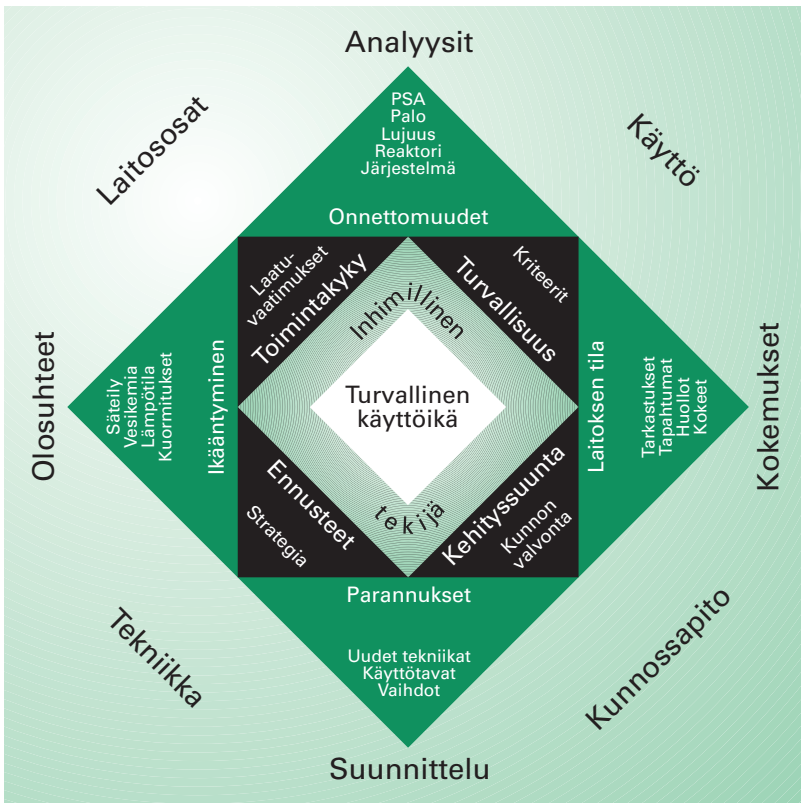 Analyysit
Laitososat
Käyttö
PSA
Palo
Lujuus
Reaktori
Järjestelmä
Onnettomuudet
Laatu-
vaatimukset
Toimintakyky
Kriteerit
Turvallisuus
Inhimillinen
Olosuhteet
Säteily
Vesikemia
Lämpötila
Kuormitukset
Ikääntyminen
Turvallinen
käyttöikä
Laitoksen tila
Tarkastukset
Tapahtumat
Huollot
Kokeet
Kokemukset
tekijä
Ennusteet
Strategia
Kehityssuunta
Kunnon
valvonta
Parannukset
Uudet tekniikat
Käyttötavat
Vaihdot
Tekniikka
Kunnossapito
Suunnittelu